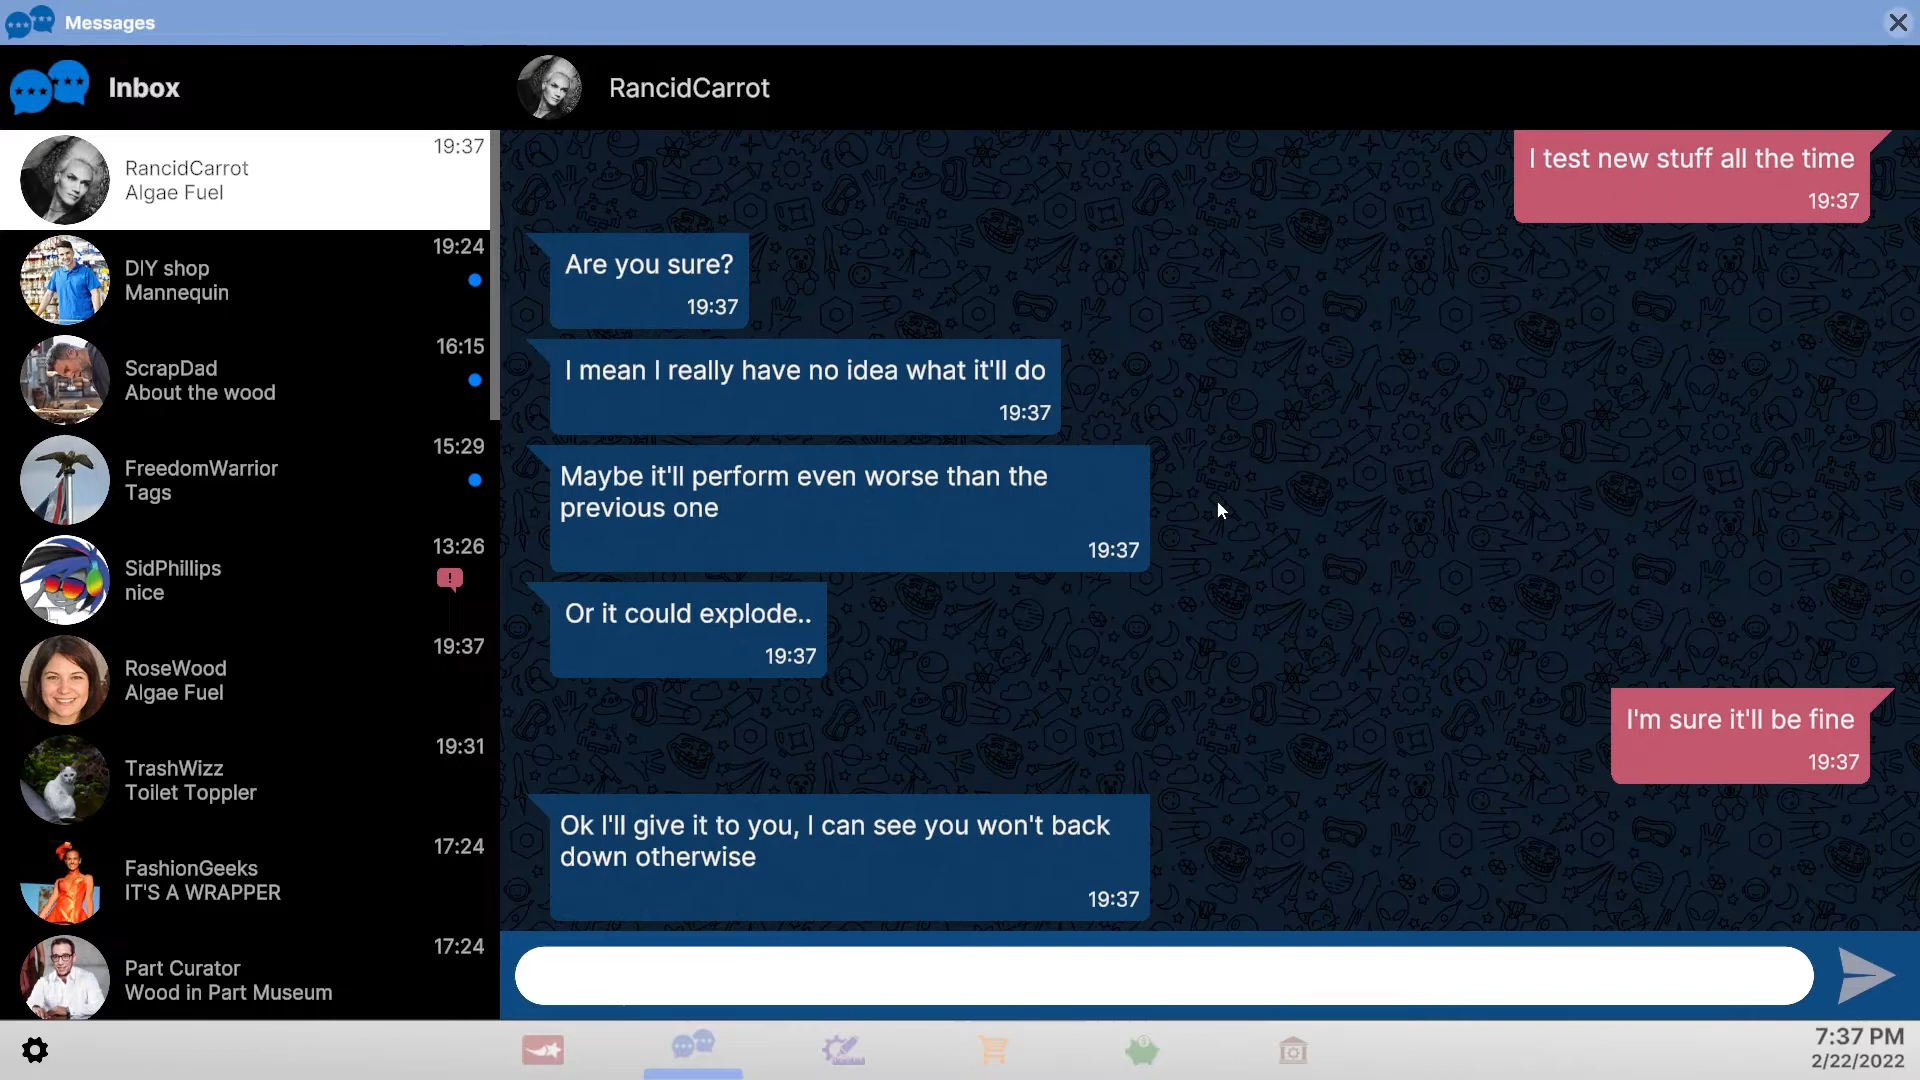 Messages
Inbox
RancidCarrot
19:37
RancidCarrot
Algae Fuel
19:24
DIY shop
Mannequin
16:15
ScrapDad
About the wood
15:29
FreedomWarrior
Tags
13:26
SidPhillips
nice
!
19:37
RoseWood
Algae Fuel
19:31
TrashWizz
Toilet Toppler
17:24
FashionGeeks
IT'S A WRAPPER
17:24
Part Curator
Wood in Part Museum
I test new stuff all the time
19:37
Are you sure?
19:37
I mean I really have no idea what it'll do
19:37
Maybe it'll perform even worse than the
previous one
19:37
Or it could explode..
19:37
I'm sure it'll be fine
19:37
Ok I'll give it to you, I can see you won't back
down otherwise
19:37
7:37 PM
2/22/2022